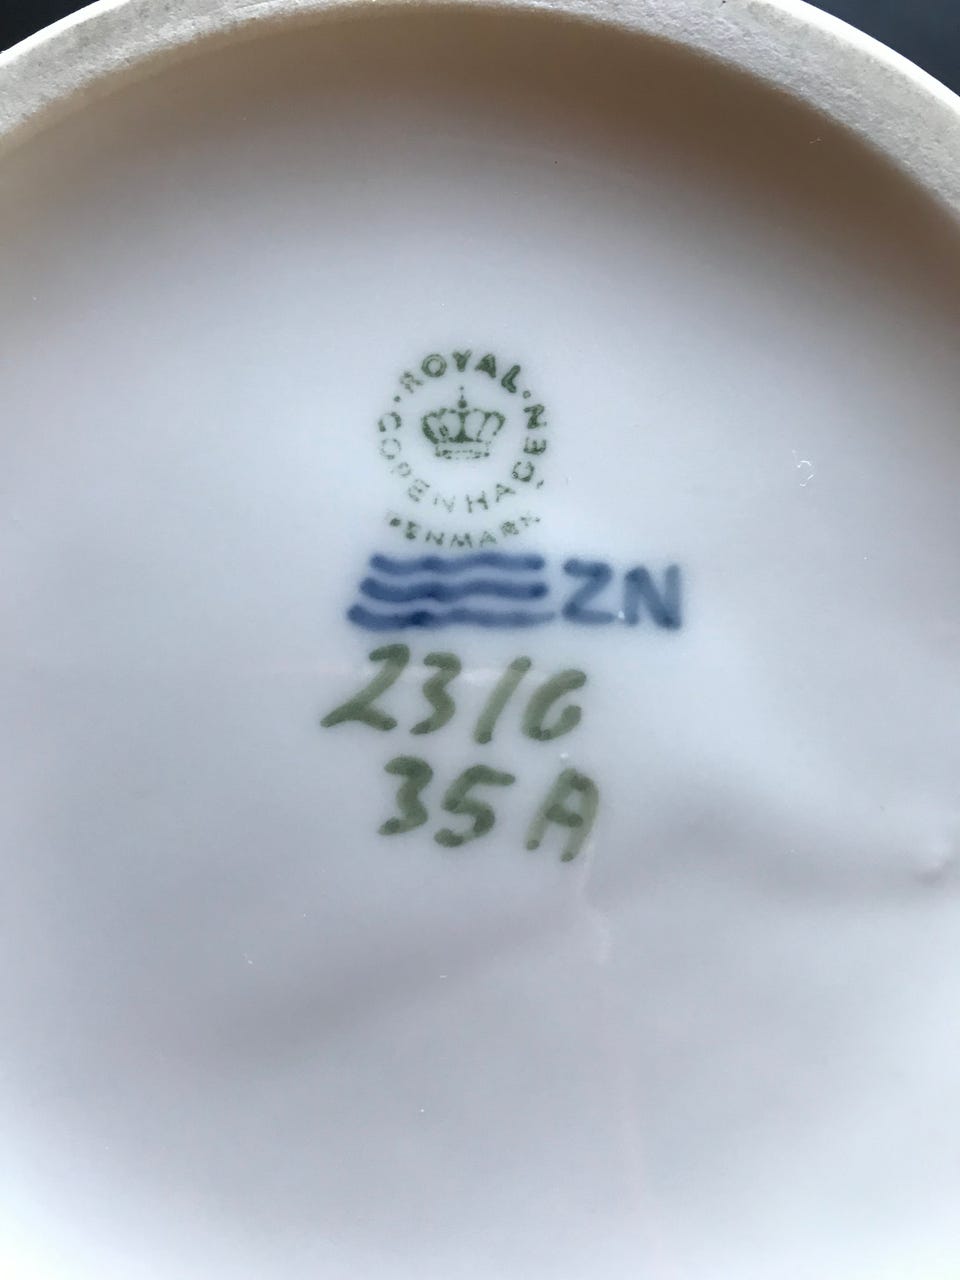 ROYAL
COPENHAGEN
DENMARK
ZN
2316
35A